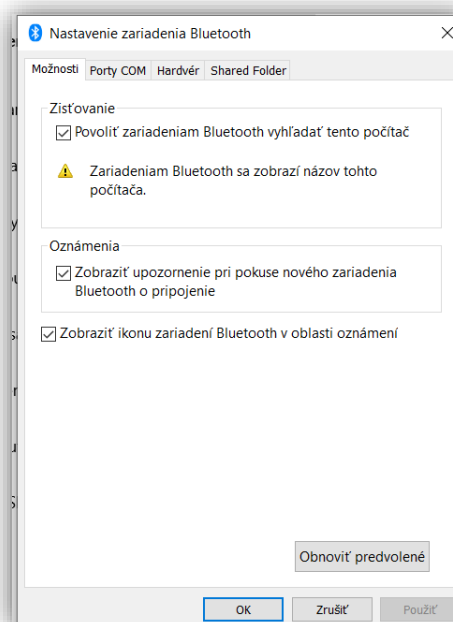 Nastavenie zariadenia Bluetooth
Možnosti Porty COM Hardvér Shared Folder
Zisťovanie
Povoliť zariadeniam Bluetooth vyhľadať tento počítač
Zariadeniam Bluetooth sa zobrazí názov tohto
počítača.
Oznámenia
Zobraziť upozornenie pri pokuse nového zariadenia
Bluetooth o pripojenie
Zobraziť ikonu zariadení Bluetooth v oblasti oznámení
Obnoviť predvolené
OK Zrušiť Použiť